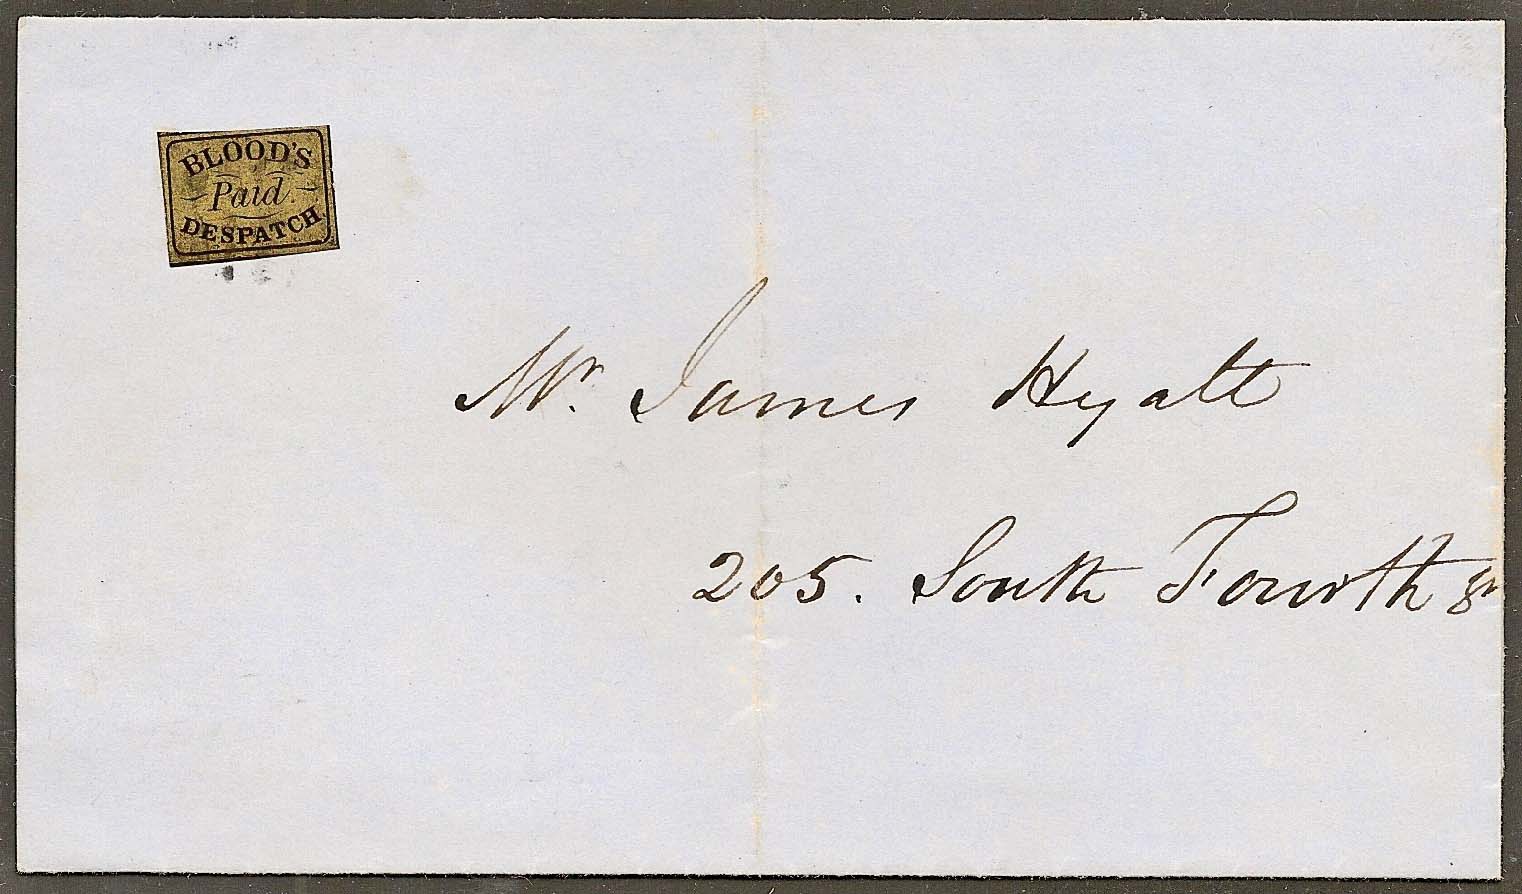 BLOOD'S
Paid
DESPATCH
Mr. James Hyatt
205. South Fourth St